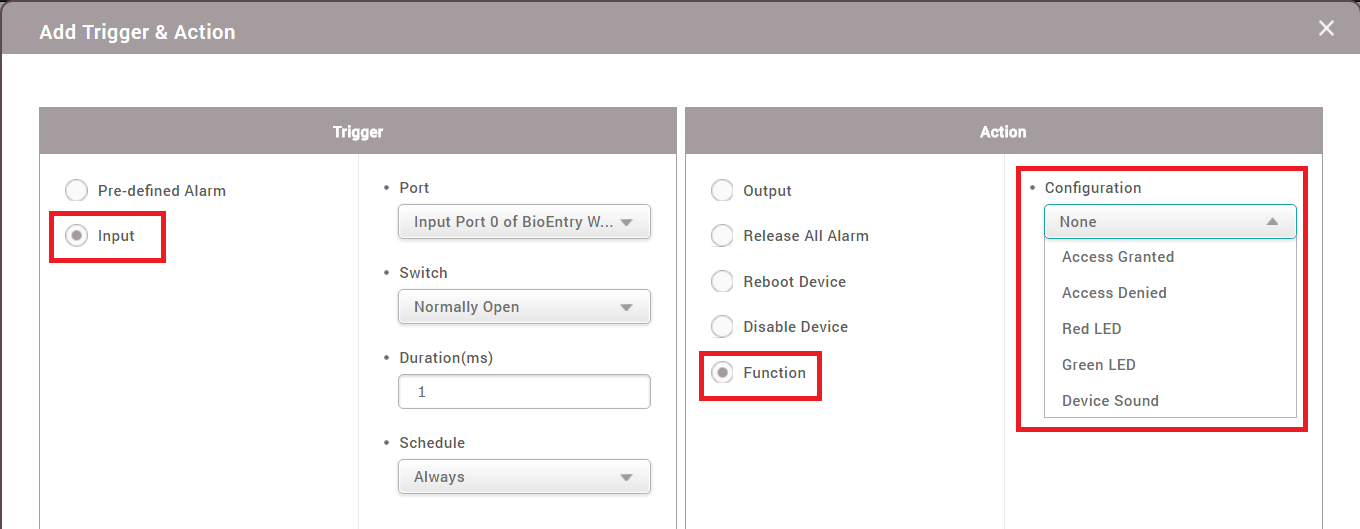 Add Trigger & Action
Trigger
Pre-defined Alarm
Input
• Port
Input Port 0 of BioEntry W...
• Switch
Normally Open
• Duration(ms)
1
• Schedule
Always
Action
Output
Release All Alarm
Reboot Device
Disable Device
Function
• Configuration
None
Access Granted
Access Denied
Red LED
Green LED
Device Sound